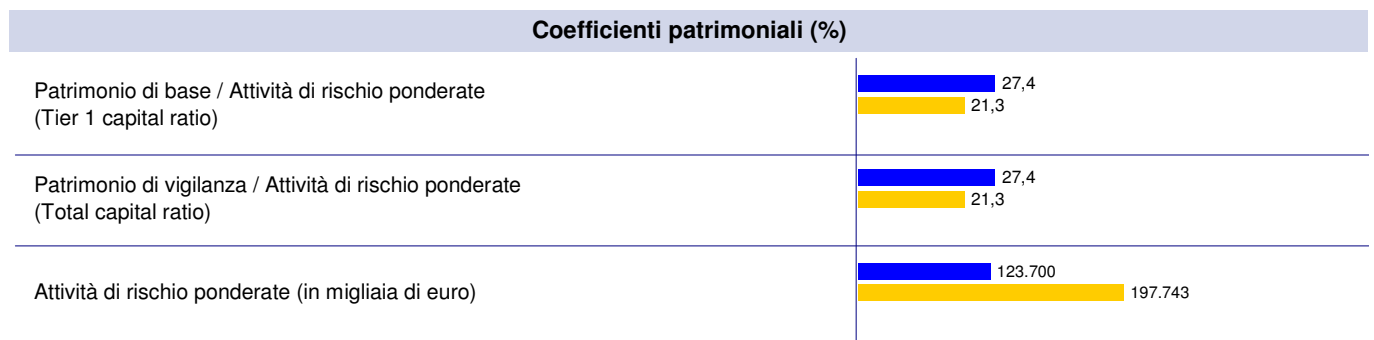 Coefficienti patrimoniali (%)
Patrimonio di base / Attività di rischio ponderate
(Tier 1 capital ratio)
27,4
21,3
Patrimonio di vigilanza / Attività di rischio ponderate
(Total capital ratio)
27,4
21,3
Attività di rischio ponderate (in migliaia di euro)
123.700
197.743